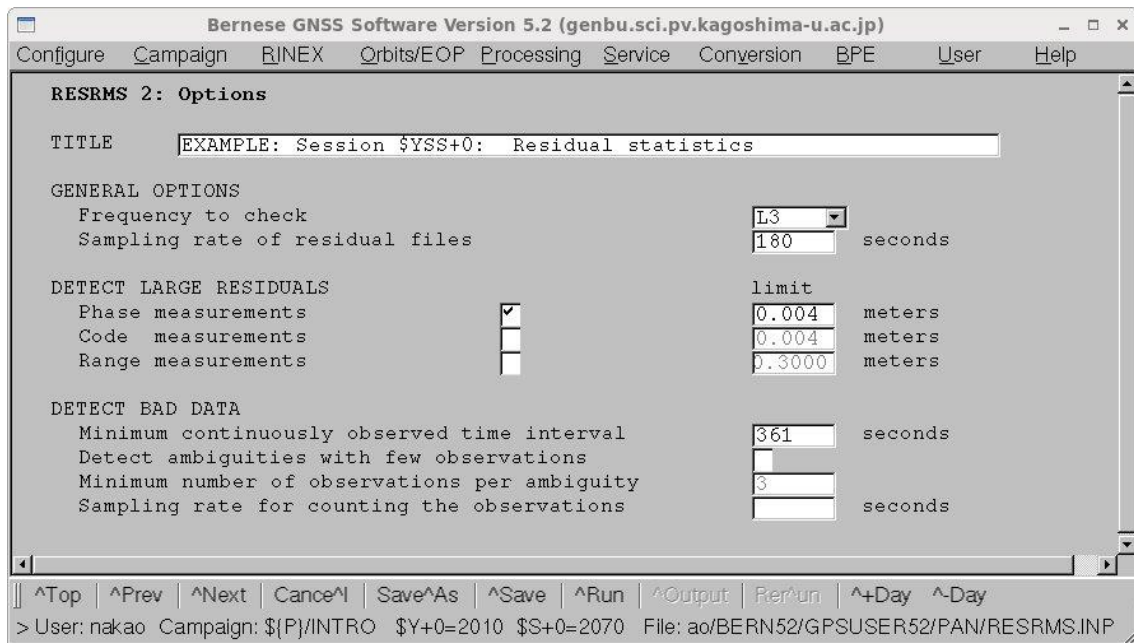 Bernese GNSS Software Version 5.2 (genbu.sci.pv.kagoshima-u.ac.jp)
Configure Campaign RINEX Orbits/EOP Processing Service Conversion BPE User Help
RESRMS 2: Options
TITLE EXAMPLE: Session $YSS+0: Residual statistics
GENERAL OPTIONS
Frequency to check L3
Sampling rate of residual files 180 seconds
DETECT LARGE RESIDUALS limit
Phase measurements 0.004 meters
Code measurements 0.004 meters
Range measurements 0.3000 meters
DETECT BAD DATA
Minimum continuously observed time interval 361 seconds
Detect ambiguities with few observations
Minimum number of observations per ambiguity 3
Sampling rate for counting the observations seconds
^Top | ^Prev | ^Next | Cance^l | Save^As | ^Save | ^Run | ^Output | Rer^un | ^+Day ^-Day
> User: nakao Campaign: ${P}/INTRO $Y+0=2010 $S+0=2070 File: ao/BERN52/GPSUSER52/PAN/RESRMS.INP